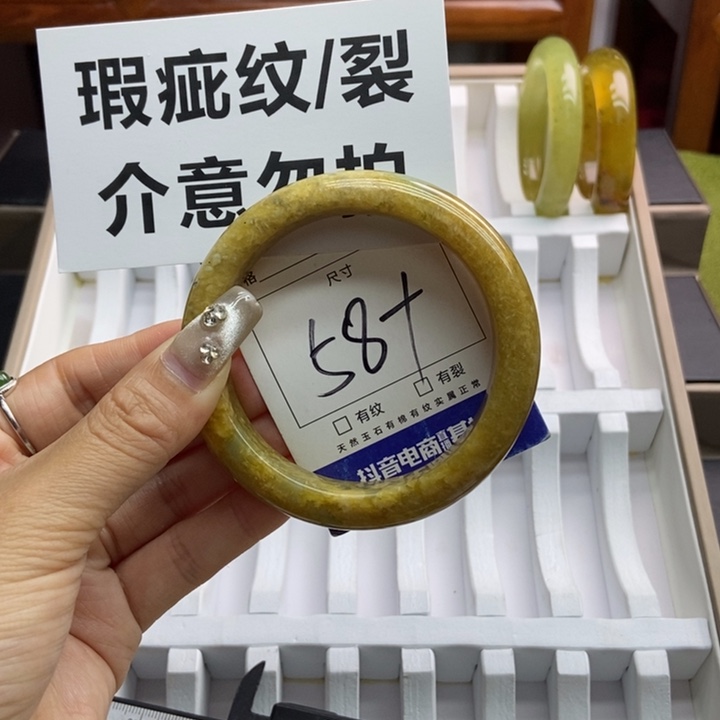 瑕疵纹/裂
介意勿拍
格
尺寸
58+
有裂
有纹
天然玉石有棉有纹实属正常
抖音电商